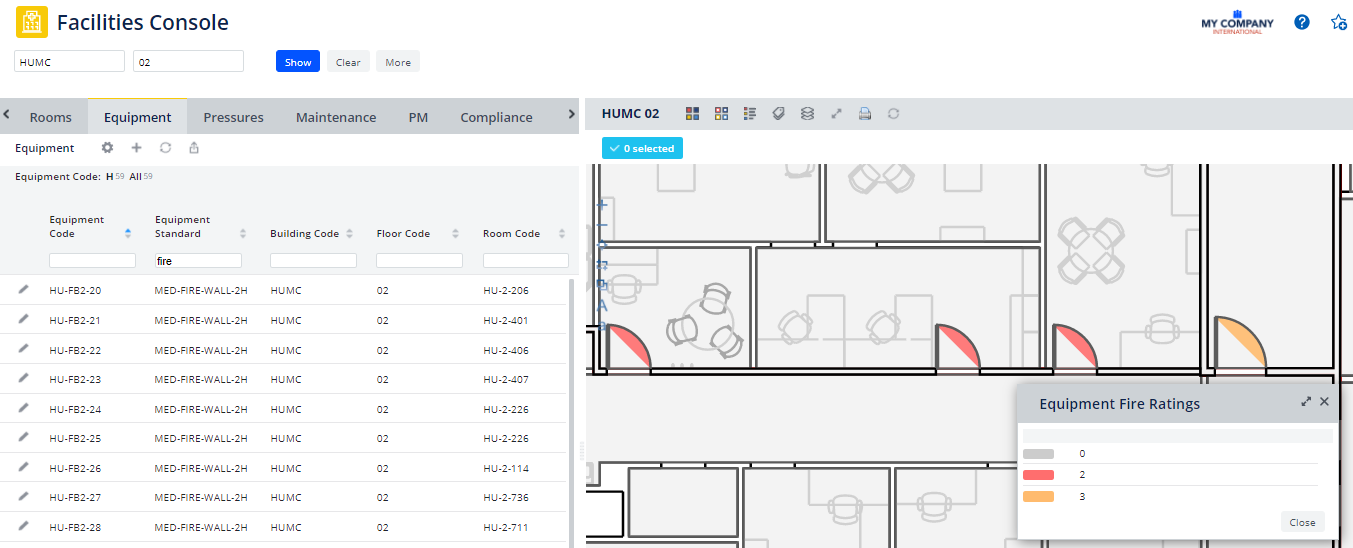 Facilities Console
MY COMPANY
INTERNATIONAL
HUMC 02 Show Clear More
Rooms Equipment Pressures Maintenance PM Compliance
Equipment
Equipment Code: H 59 All 59
Equipment Code Equipment Standard Building Code Floor Code Room Code
fire
HU-FB2-20 MED-FIRE-WALL-2H HUMC 02 HU-2-206
HU-FB2-21 MED-FIRE-WALL-2H HUMC 02 HU-2-401
HU-FB2-22 MED-FIRE-WALL-2H HUMC 02 HU-2-406
HU-FB2-23 MED-FIRE-WALL-2H HUMC 02 HU-2-407
HU-FB2-24 MED-FIRE-WALL-2H HUMC 02 HU-2-226
HU-FB2-25 MED-FIRE-WALL-2H HUMC 02 HU-2-226
HU-FB2-26 MED-FIRE-WALL-2H HUMC 02 HU-2-114
HU-FB2-27 MED-FIRE-WALL-2H HUMC 02 HU-2-736
HU-FB2-28 MED-FIRE-WALL-2H HUMC 02 HU-2-711
HUMC 02
0 selected
A
Equipment Fire Ratings
0
2
3
Close